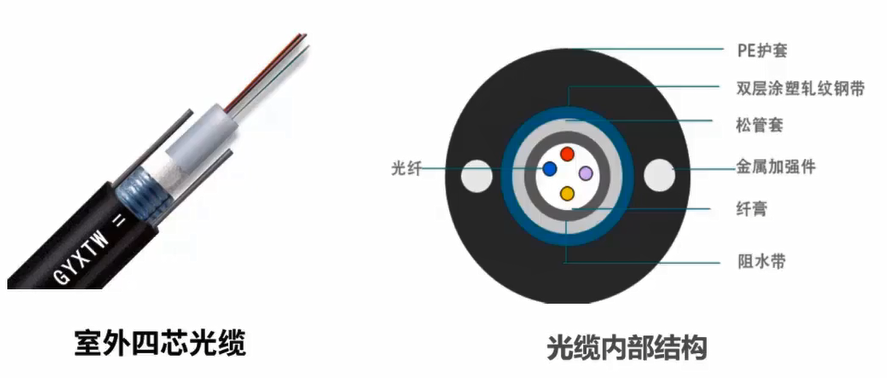 GYXTW =
室外四芯光缆
光纤
PE护套
双层涂塑轧纹钢带
松管套
金属加强件
纤膏
阻水带
光缆内部结构